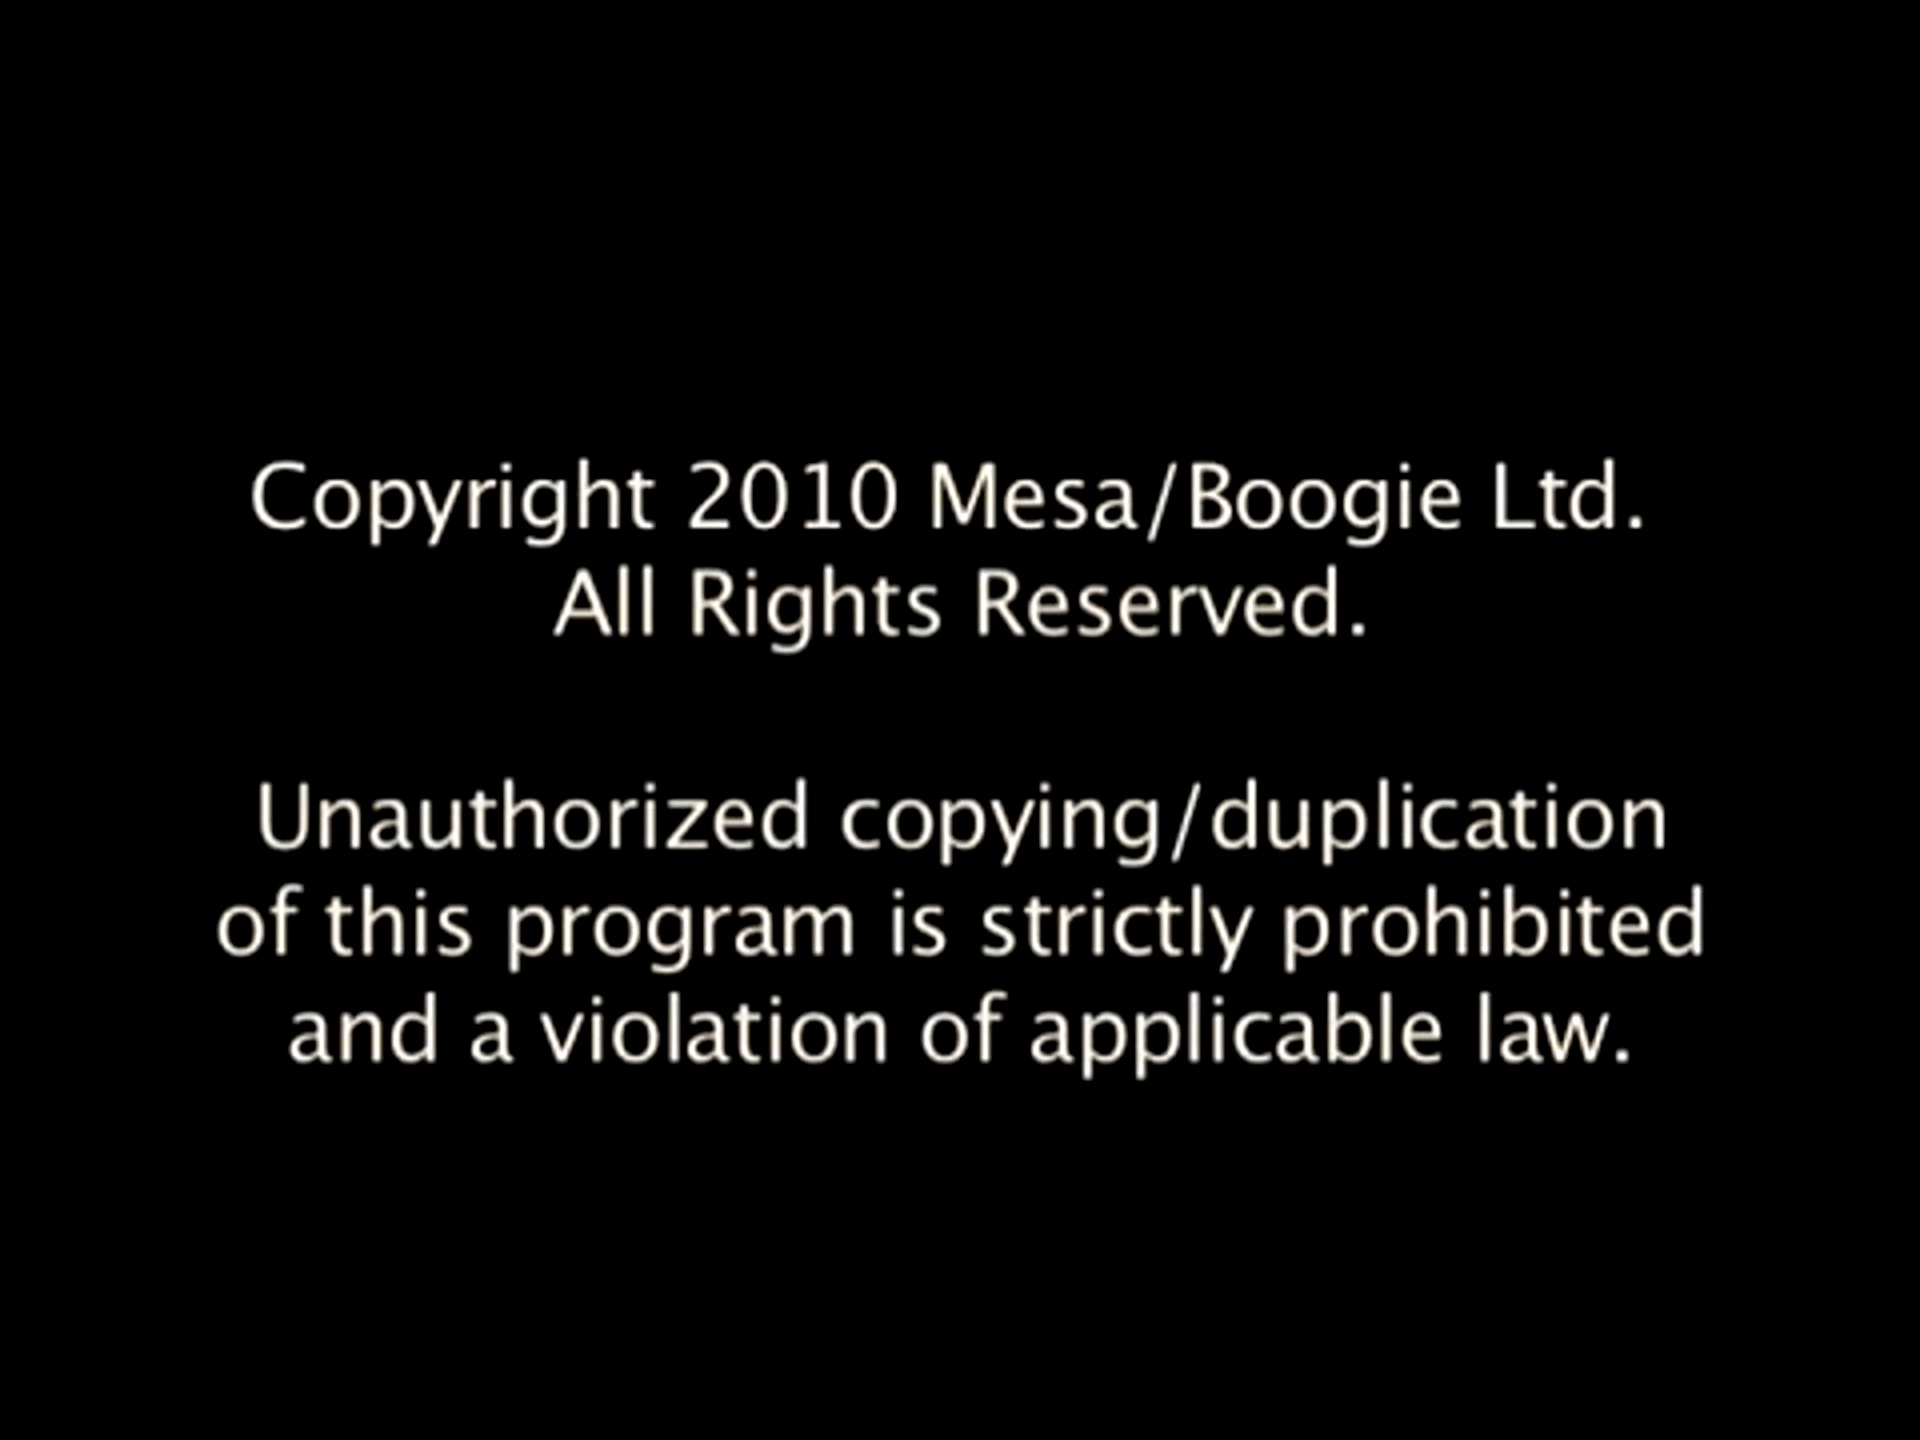 Copyright 2010 Mesa/Boogie Ltd.
All Rights Reserved.
Unauthorized copying/duplication
of this program is strictly prohibited
and a violation of applicable law.